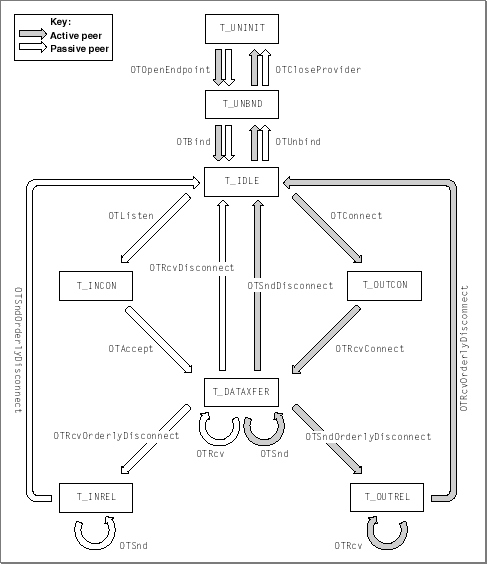 Key:
Active peer
Passive peer
T_UNINIT
OTOpenEndpoint
OTCloseProvider
T_UNBND
OTBind
OTUnbind
T_IDLE
OTListen
OTConnect
OTRcvDisconnect
OTSndDisconnect
T_INCON
T_OUTCON
OTSndOrderlyDisconnect
OTRcvOrderlyDisconnect
OTAccept
OTRcvConnect
T_DATAXFER
OTRcvOrderlyDisconnect
OTSndOrderlyDisconnect
OTRcv
OTSnd
T_INREL
T_OUTREL
OTSnd
OTRcv